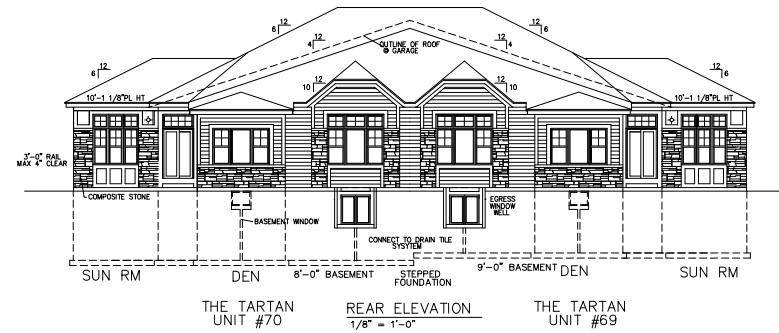 12
6
12
4
OUTLINE OF ROOF
@ GARAGE
12
4
12
6
12
6
12
10
12
10
12
6
10'-1 1/8"PL HT
10'-1 1/8"PL HT
3'-0" RAIL
MAX 4" CLEAR
COMPOSITE STONE
BASEMENT WINDOW
EGRESS
WINDOW
WELL
CONNECT TO DRAIN TILE
SYSYTEM
SUN RM
DEN
8'-0" BASEMENT
STEPPED
FOUNDATION
9'-0" BASEMENT
DEN
SUN RM
THE TARTAN
UNIT #70
REAR ELEVATION
1/8" = 1'-0"
THE TARTAN
UNIT #69